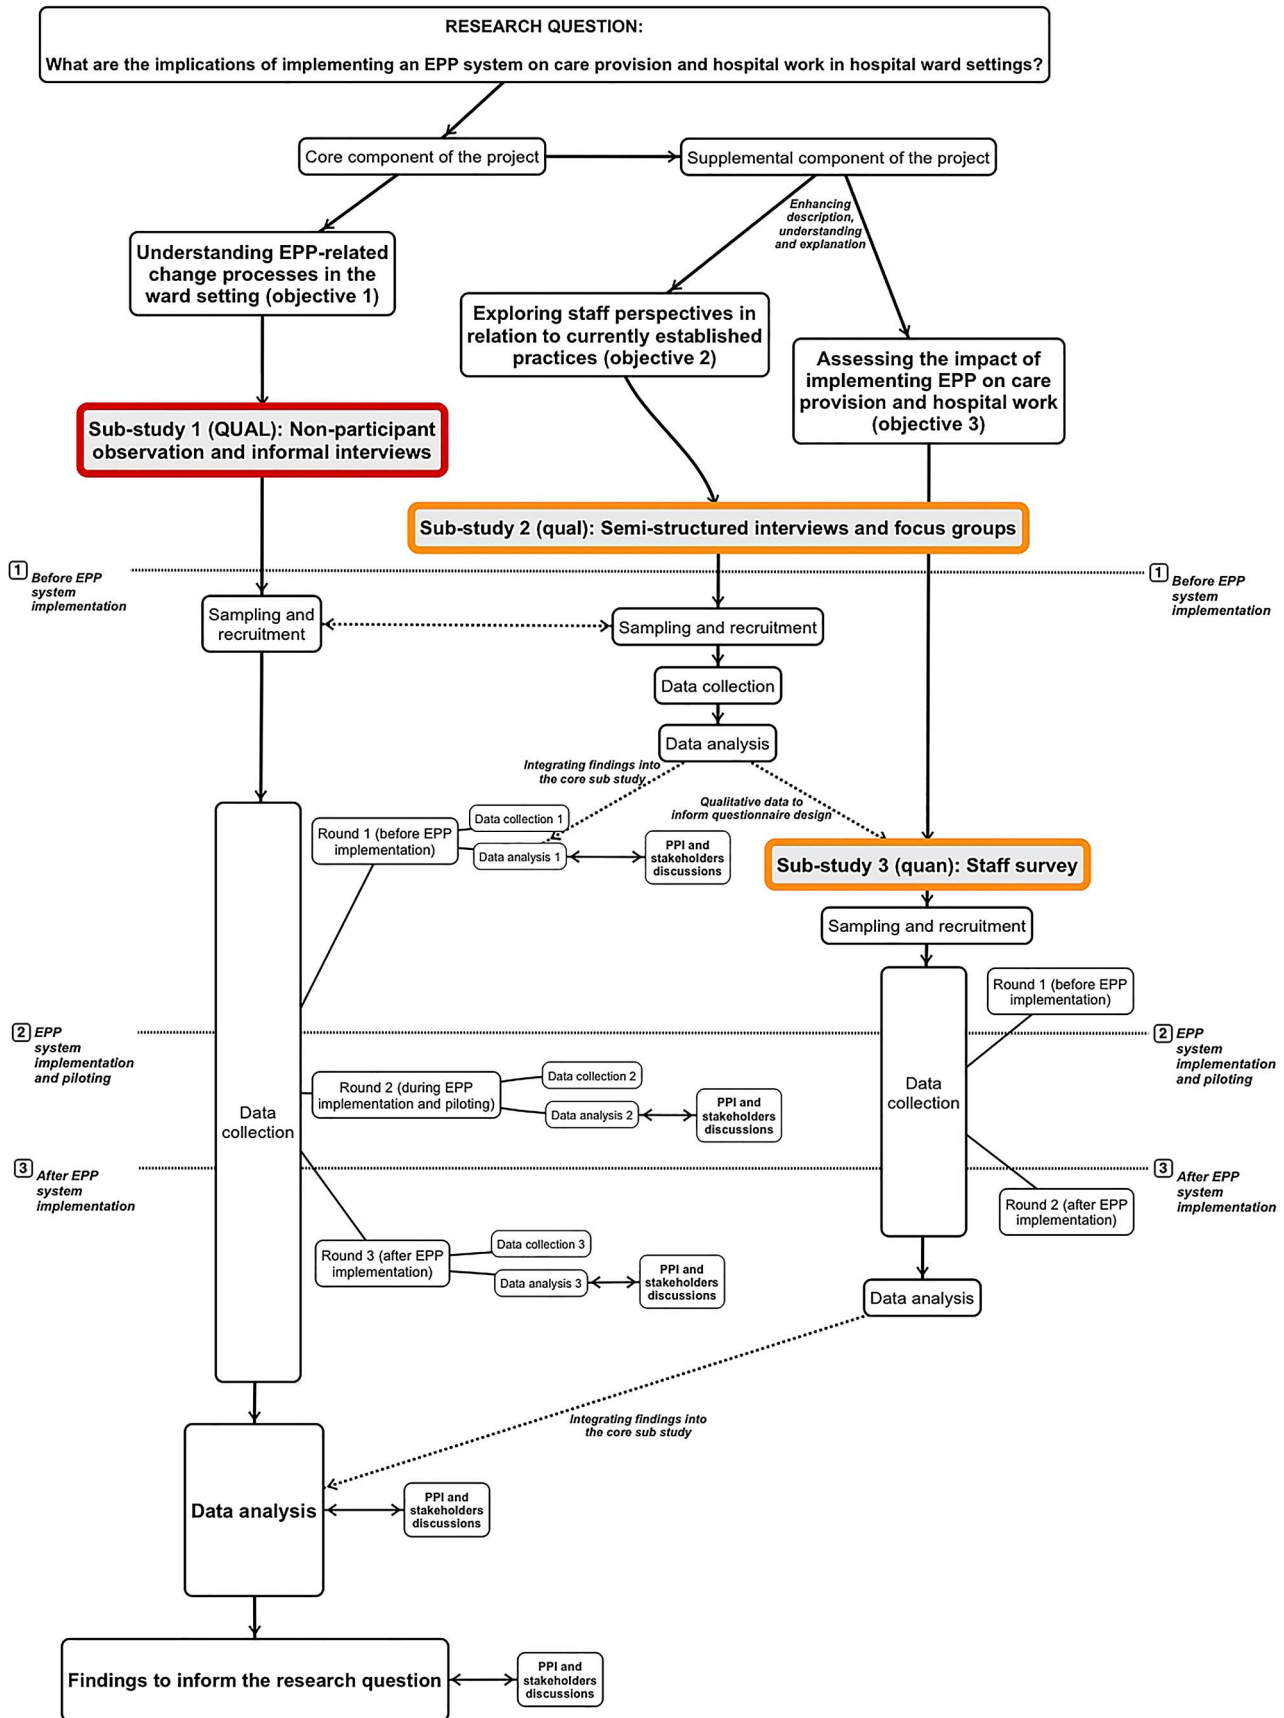 RESEARCH QUESTION:
What are the implications of implementing an EPP system on care provision and hospital work in hospital ward settings?
Core component of the project
Supplemental component of the project
Enhancing
description,
understanding
and explanation
Understanding EPP-related
change processes in the
ward setting (objective 1)
Exploring staff perspectives in
relation to currently established
practices (objective 2)
Assessing the impact of
implementing EPP on care
provision and hospital work
(objective 3)
Sub-study 1 (QUAL): Non-participant
observation and informal interviews
Sub-study 2 (qual): Semi-structured interviews and focus groups
1
Before EPP
system
implementation
1
Before EPP
system
implementation
Sampling and
recruitment
Sampling and recruitment
Data collection
Data analysis
Integrating findings into
the core sub study
Qualitative data to
inform questionnaire design
Round 1 (before EPP
implementation)
Data collection 1
Data analysis 1
PPI and
stakeholders
discussions
Sub-study 3 (quan): Staff survey
Sampling and recruitment
Round 1 (before EPP
implementation)
2
EPP
system
implementation
and piloting
2
EPP
system
implementation
and piloting
Data
collection
Round 2 (during EPP
implementation and piloting)
Data collection 2
Data analysis 2
PPI and
stakeholders
discussions
Data
collection
3
After EPP
system
implementation
3
After EPP
system
implementation
Round 2 (after EPP
implementation)
Round 3 (after EPP
implementation)
Data collection 3
Data analysis 3
PPI and
stakeholders
discussions
Data analysis
Integrating findings into
the core sub study
Data analysis
PPI and
stakeholders
discussions
Findings to inform the research question
PPI and
stakeholders
discussions